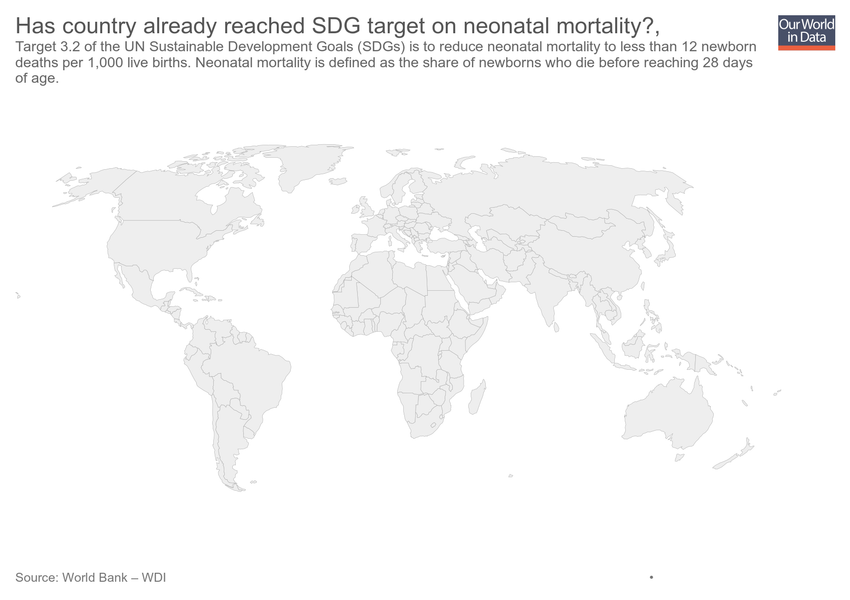 Has country already reached SDG target on neonatal mortality?,
Our World
in Data
Target 3.2 of the UN Sustainable Development Goals (SDGs) is to reduce neonatal mortality to less than 12 newborn
deaths per 1,000 live births. Neonatal mortality is defined as the share of newborns who die before reaching 28 days
of age.
Source: World Bank – WDI
•